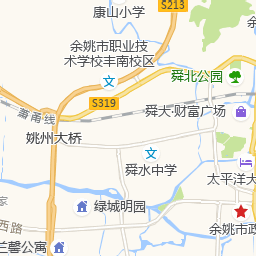 康山小学
S213
余姚市职业技
术学校丰南校区
舜北公园
S319
萧甬线
舜大·财富广场
姚州大桥
舜水中学
太平洋大
绿城明园
西路
余姚市政
兰馨公寓